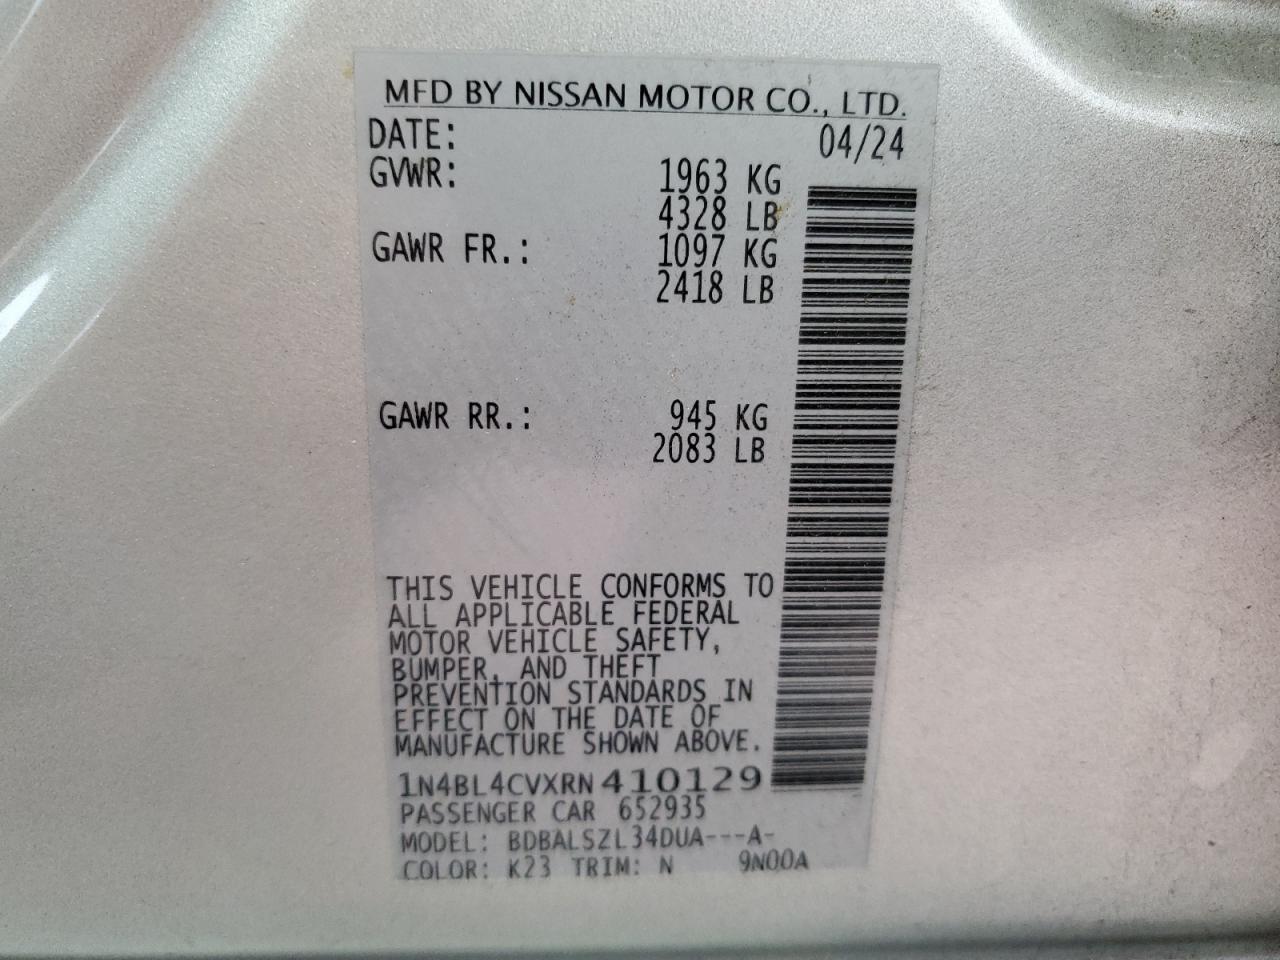 MFD BY NISSAN MOTOR CO., LTD.
DATE: 04/24
GVWR: 1963 KG
4328 LB
GAWR FR.: 1097 KG
2418 LB
GAWR RR.: 945 KG
2083 LB
THIS VEHICLE CONFORMS TO
ALL APPLICABLE FEDERAL
MOTOR VEHICLE SAFETY,
BUMPER, AND THEFT
PREVENTION STANDARDS IN
EFFECT ON THE DATE OF
MANUFACTURE SHOWN ABOVE.
1N4BL4CVXRN410129
PASSENGER CAR 652935
MODEL: BDBALSZL34DUA---A-
COLOR: K23 TRIM: N 9N00A